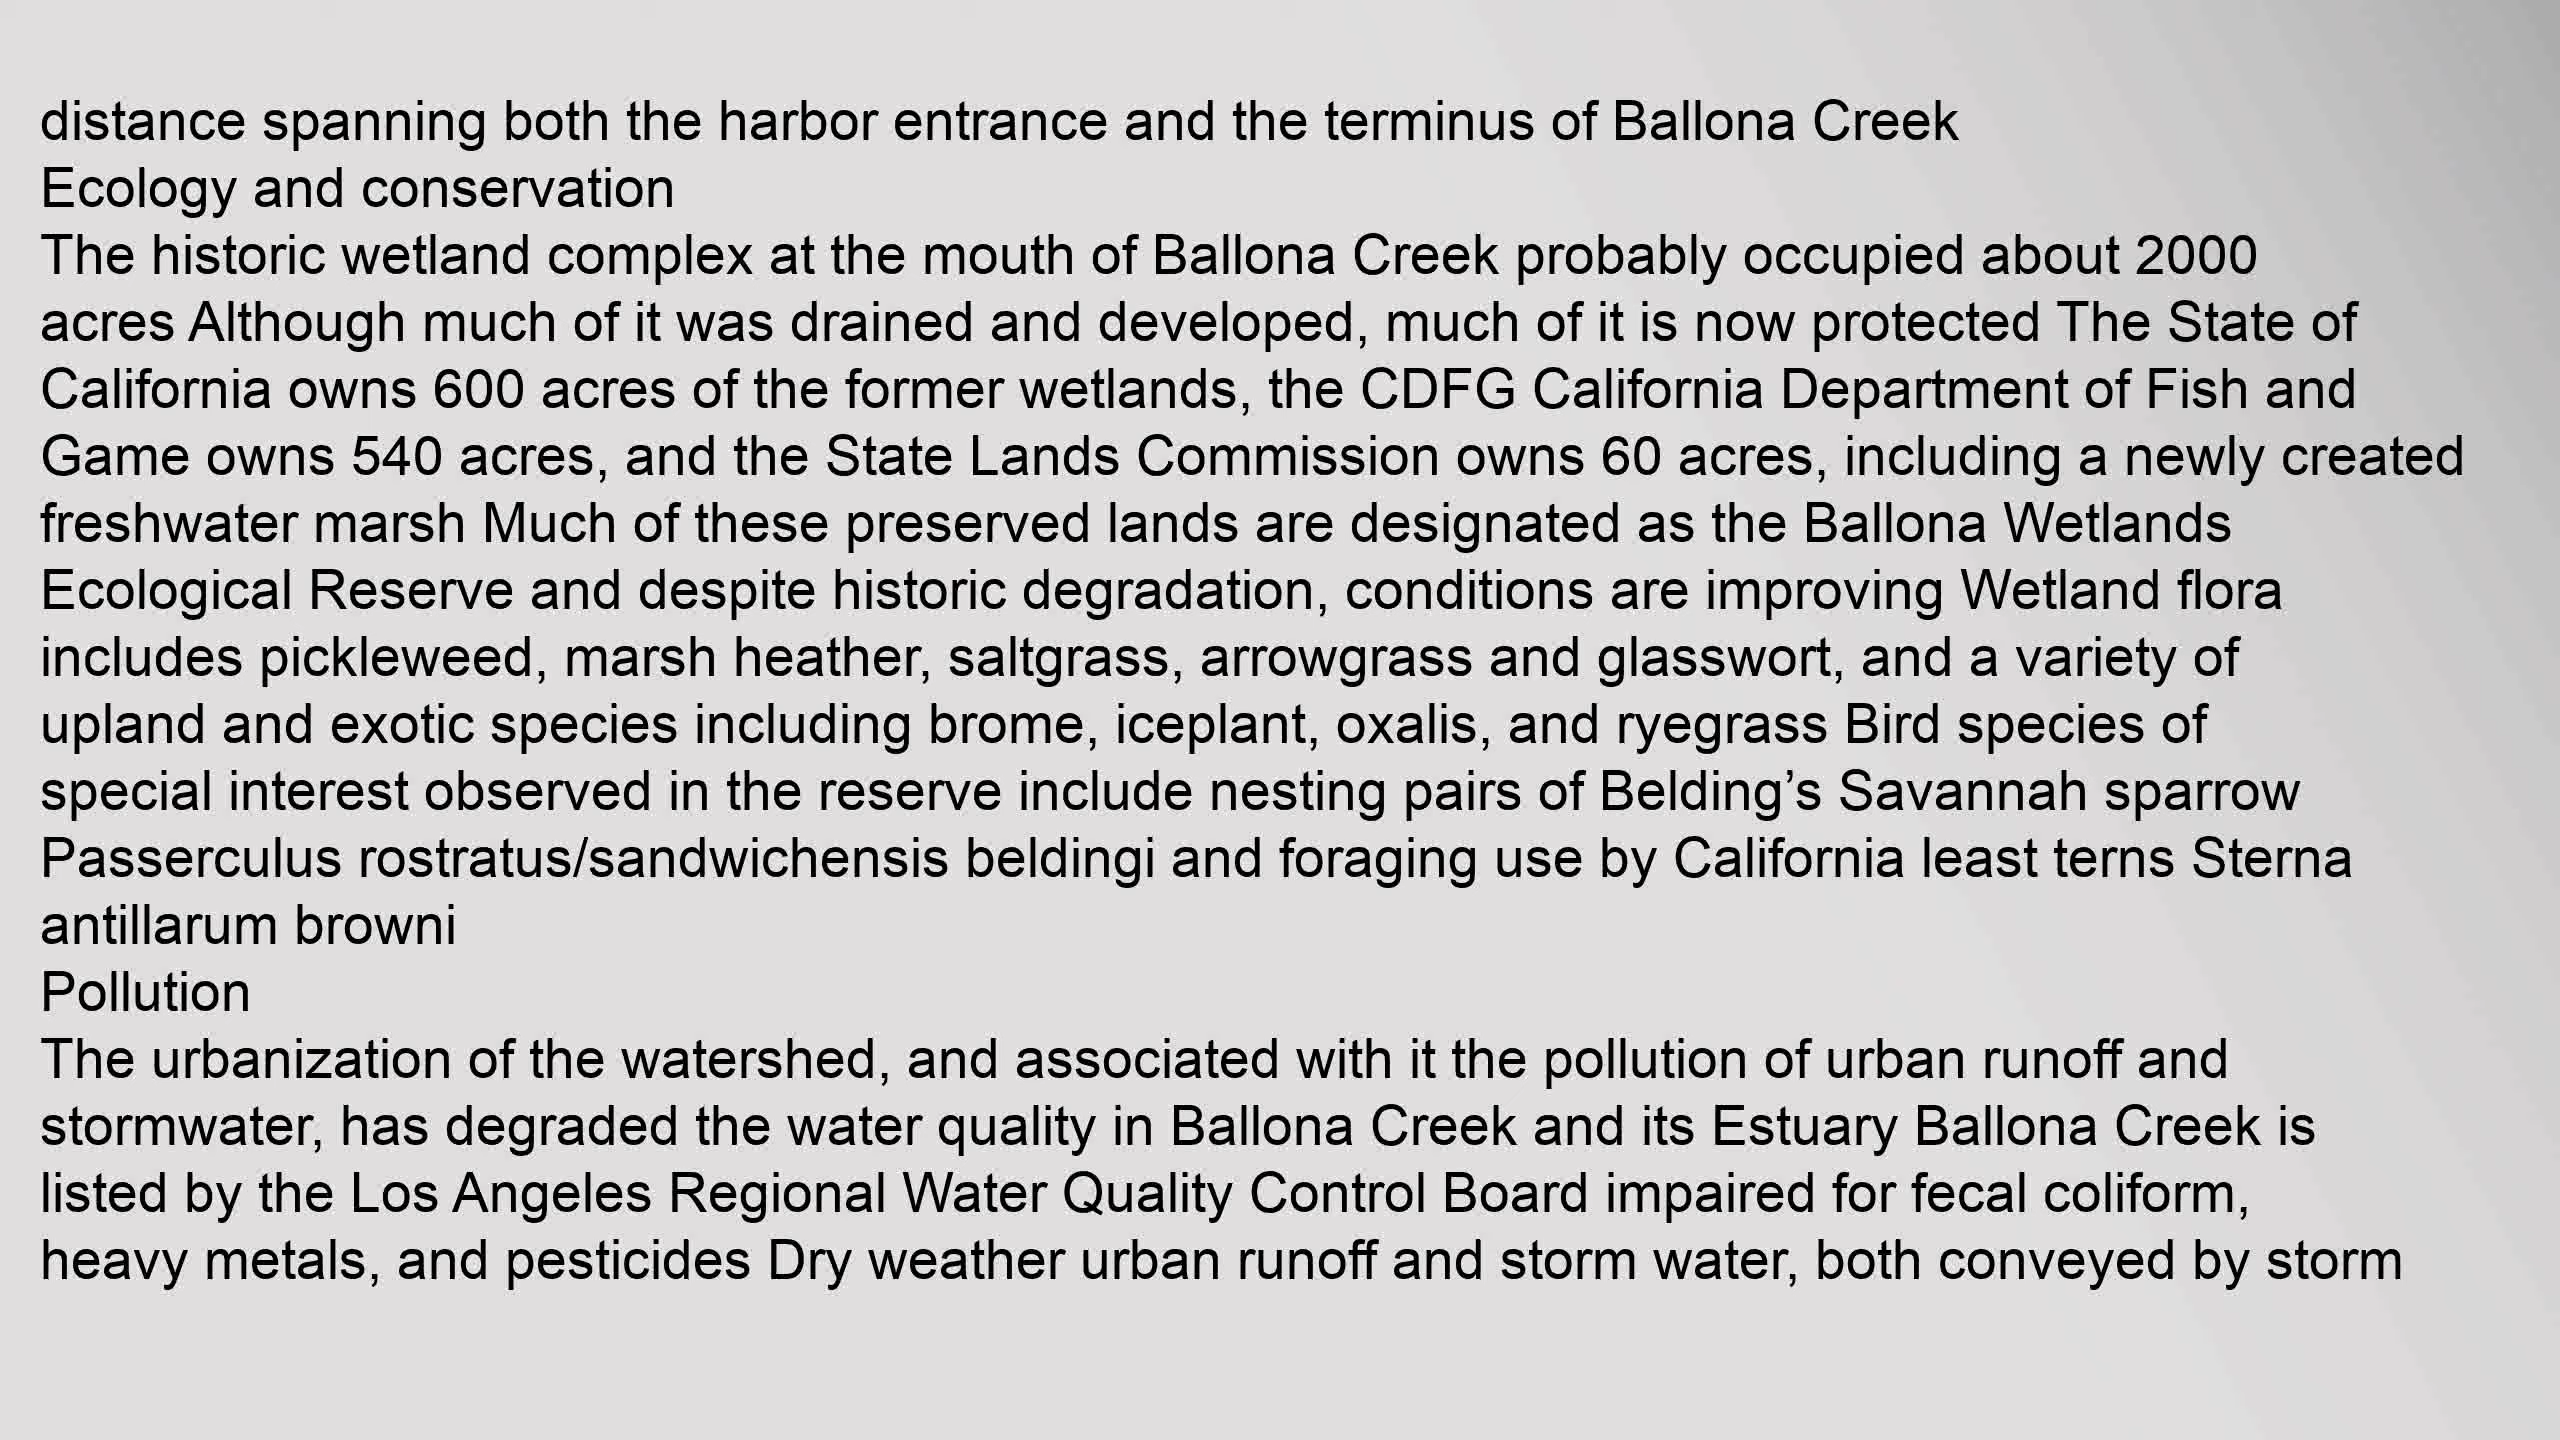 distance spanning both the harbor entrance and the terminus of Ballona Creek
Ecology and conservation
The historic wetland complex at the mouth of Ballona Creek probably occupied about 2000
acres Although much of it was drained and developed, much of it is now protected The State of
California owns 600 acres of the former wetlands, the CDFG California Department of Fish and
Game owns 540 acres, and the State Lands Commission owns 60 acres, including a newly created
freshwater marsh Much of these preserved lands are designated as the Ballona Wetlands
Ecological Reserve and despite historic degradation, conditions are improving Wetland flora
includes pickleweed, marsh heather, saltgrass, arrowgrass and glasswort, and a variety of
upland and exotic species including brome, iceplant, oxalis, and ryegrass Bird species of
special interest observed in the reserve include nesting pairs of Belding’s Savannah sparrow
Passerculus rostratus/sandwichensis beldingi and foraging use by California least terns Sterna
antillarum browni
Pollution
The urbanization of the watershed, and associated with it the pollution of urban runoff and
stormwater, has degraded the water quality in Ballona Creek and its Estuary Ballona Creek is
listed by the Los Angeles Regional Water Quality Control Board impaired for fecal coliform,
heavy metals, and pesticides Dry weather urban runoff and storm water, both conveyed by storm